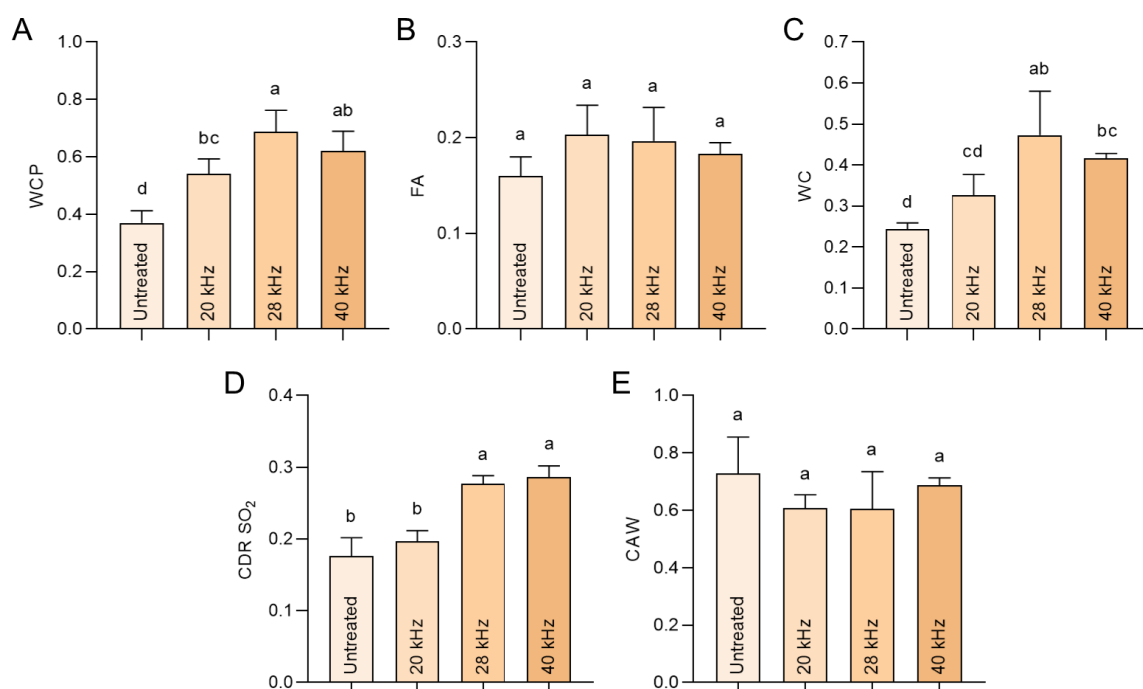 A
WCP
1.0
0.8
0.6
0.4
0.2
0.0
d
bc
a
ab
Untreated
20 kHz
28 kHz
40 kHz
B
FA
0.3
0.2
0.1
0.0
a
a
a
a
Untreated
20 kHz
28 kHz
40 kHz
C
WC
0.7
0.6
0.5
0.4
0.3
0.2
0.1
0.0
d
cd
ab
bc
Untreated
20 kHz
28 kHz
40 kHz
D
CDR SO₂
0.4
0.3
0.2
0.1
0.0
b
b
a
a
Untreated
20 kHz
28 kHz
40 kHz
E
CAW
1.0
0.8
0.6
0.4
0.2
0.0
a
a
a
a
Untreated
20 kHz
28 kHz
40 kHz